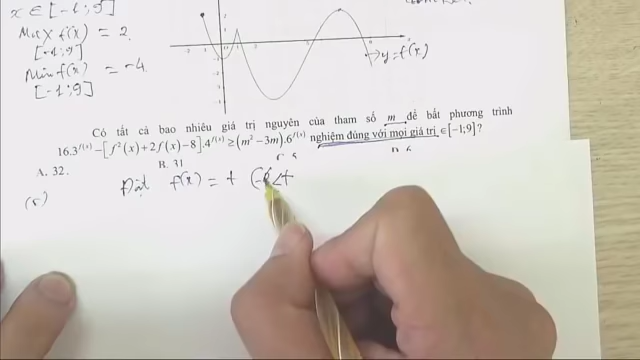 x ∈ [-1; 9]
Max f(x) = 2
[-1; 9]
Min f(x) = -4
[-1; 9]
y = f(x)
Có tất cả bao nhiêu giá trị nguyên của tham số m để bất phương trình
16.3^{f(x)} - [f²(x)+2f(x)-8].4^{f(x)} ≥ (m²-3m).6^{f(x)} nghiệm đúng với mọi giá trị ∈ [-1;9]?
A. 32.
B. 31
Đặt f(x) = t